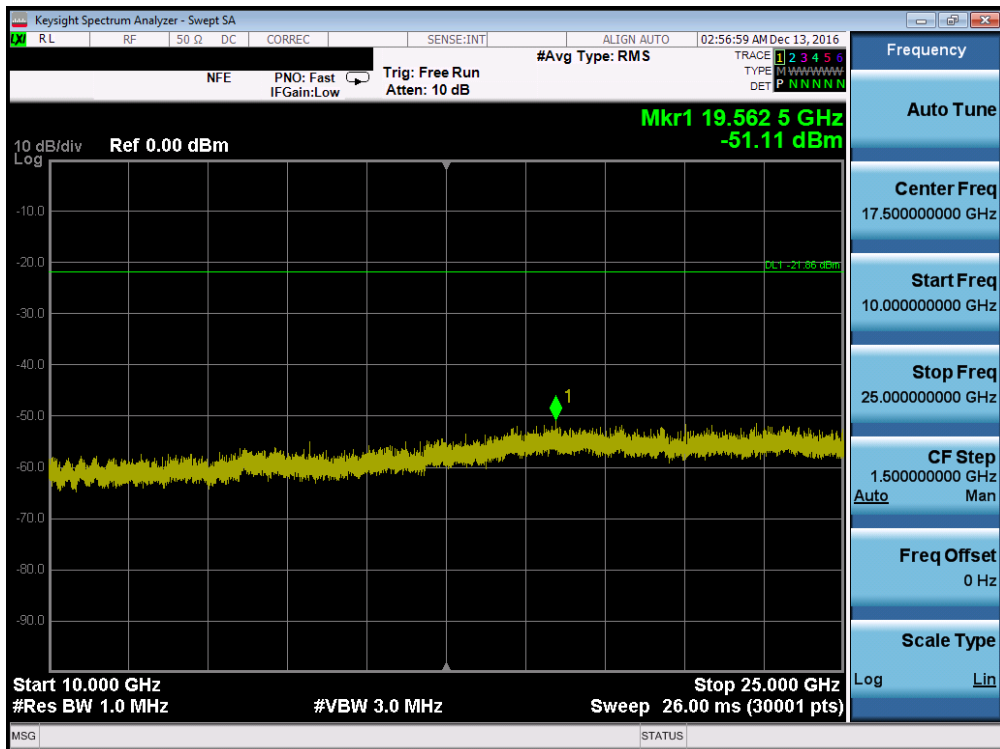 Keysight Spectrum Analyzer - Swept SA
LXI RL RF 50 Ω DC CORREC SENSE:INT ALIGN AUTO 02:56:59 AM Dec 13, 2016
#Avg Type: RMS TRACE 1 2 3 4 5 6
NFE PNO: Fast Trig: Free Run TYPE M WWWWW
IFGain:Low Atten: 10 dB DET P N N N N N
Mkr1 19.562 5 GHz
-51.11 dBm
10 dB/div Ref 0.00 dBm
Log
-10.0
-20.0
DL1 -21.86 dBm
-30.0
-40.0
-50.0
1
-60.0
-70.0
-80.0
-90.0
Start 10.000 GHz Stop 25.000 GHz
#Res BW 1.0 MHz #VBW 3.0 MHz Sweep 26.00 ms (30001 pts)
MSG STATUS
Frequency
Auto Tune
Center Freq
17.500000000 GHz
Start Freq
10.000000000 GHz
Stop Freq
25.000000000 GHz
CF Step
1.500000000 GHz
Auto Man
Freq Offset
0 Hz
Scale Type
Log Lin